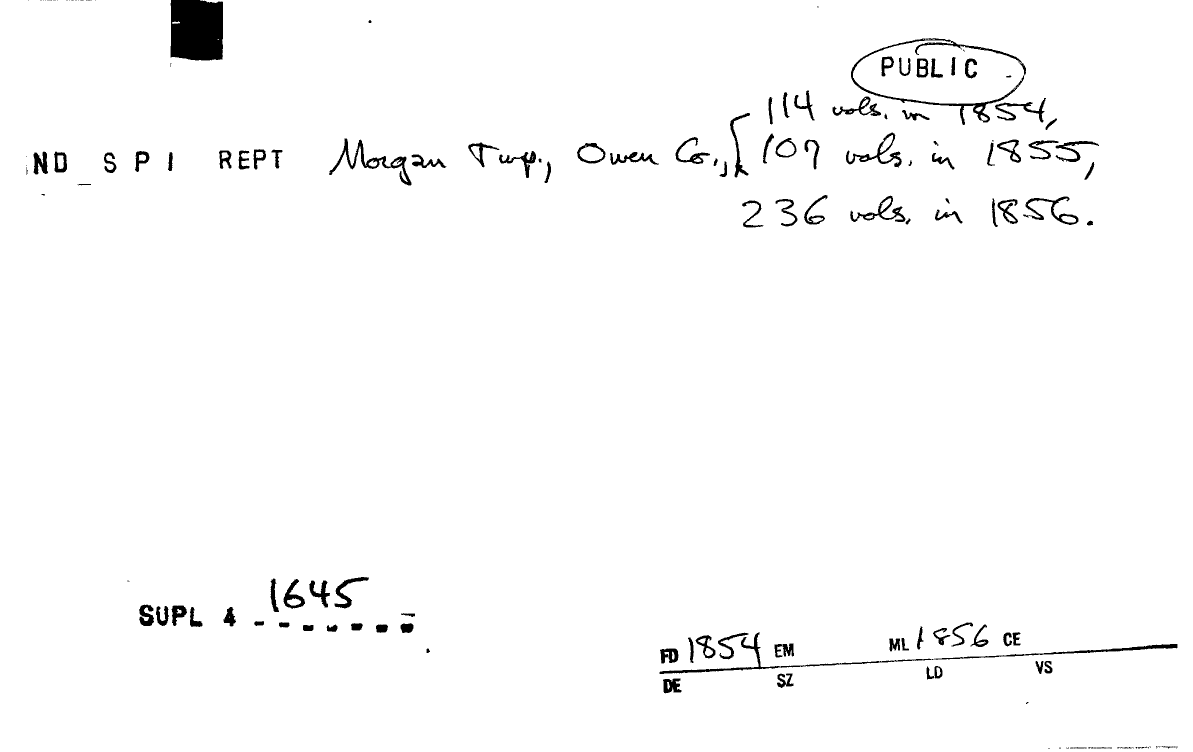 PUBLIC
114 vols. in 1854,
ND S P I REPT Morgan Twp., Owen Co., 107 vols. in 1855,
236 vols. in 1856.
1645
SUPL 4
FD 1854 EM ML 1856 CE
DE SZ LD VS